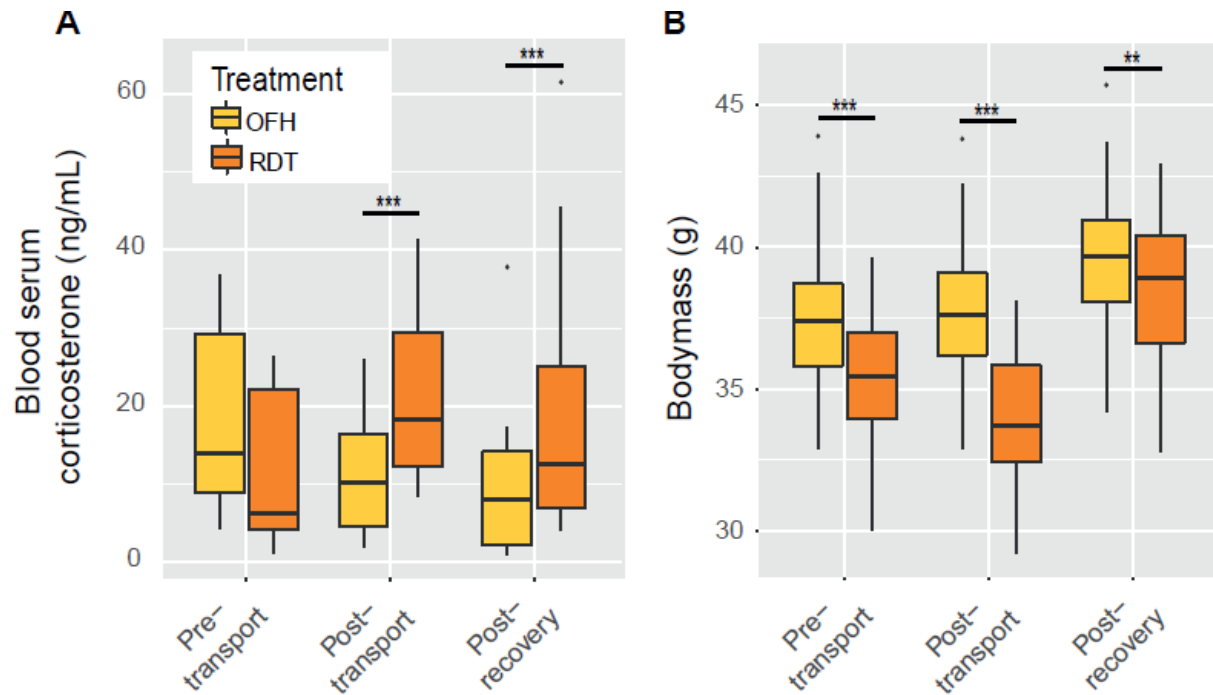 A
Treatment
OFH
RDT
Blood serum
corticosterone (ng/mL)
60
40
20
0
***
***
Pre-
transport
Post-
transport
Post-
recovery
B
Bodymass (g)
45
40
35
30
***
***
**
Pre-
transport
Post-
transport
Post-
recovery